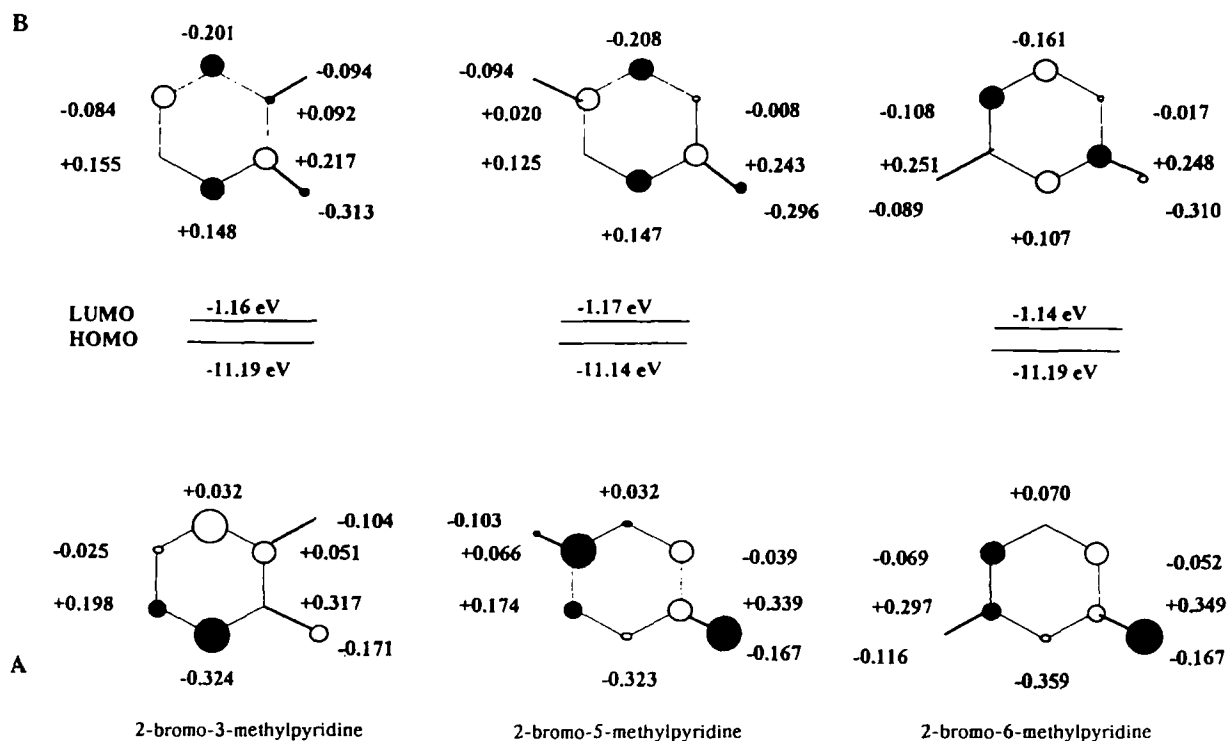 B
-0.201 -0.208 -0.161
-0.094 -0.094
-0.084 +0.092 +0.020 -0.008 -0.108 -0.017
+0.155 +0.217 +0.125 +0.243 +0.251 +0.248
-0.313 -0.296 -0.089 -0.310
+0.148 +0.147 +0.107
LUMO -1.16 eV -1.17 eV -1.14 eV
HOMO
-11.19 eV -11.14 eV -11.19 eV
+0.032 +0.032 +0.070
-0.104 -0.103
-0.025 +0.051 +0.066 -0.039 -0.069 -0.052
+0.198 +0.317 +0.174 +0.339 +0.297 +0.349
-0.171 -0.167 -0.116 -0.167
A
-0.324 -0.323 -0.359
2-bromo-3-methylpyridine 2-bromo-5-methylpyridine 2-bromo-6-methylpyridine